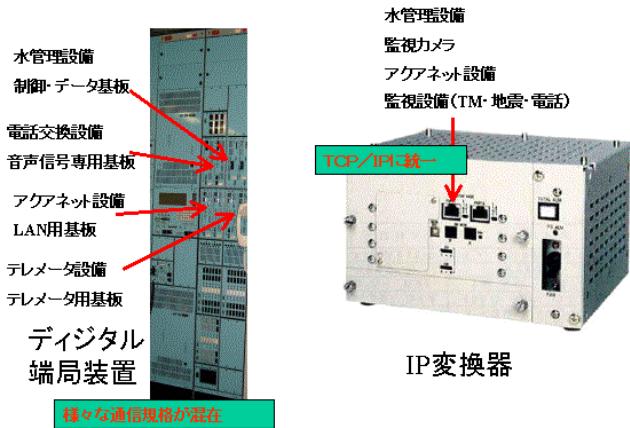 水管理設備
制御・データ基板
電話交換設備
音声信号専用基板
アクアネット設備
LAN用基板
テレメータ設備
テレメータ用基板
ディジタル
端局装置
様々な通信規格が混在
水管理設備
監視カメラ
アクアネット設備
監視設備(TM・地震・電話)
TCP/IPに統一
TOTAL ALM
IP変換器